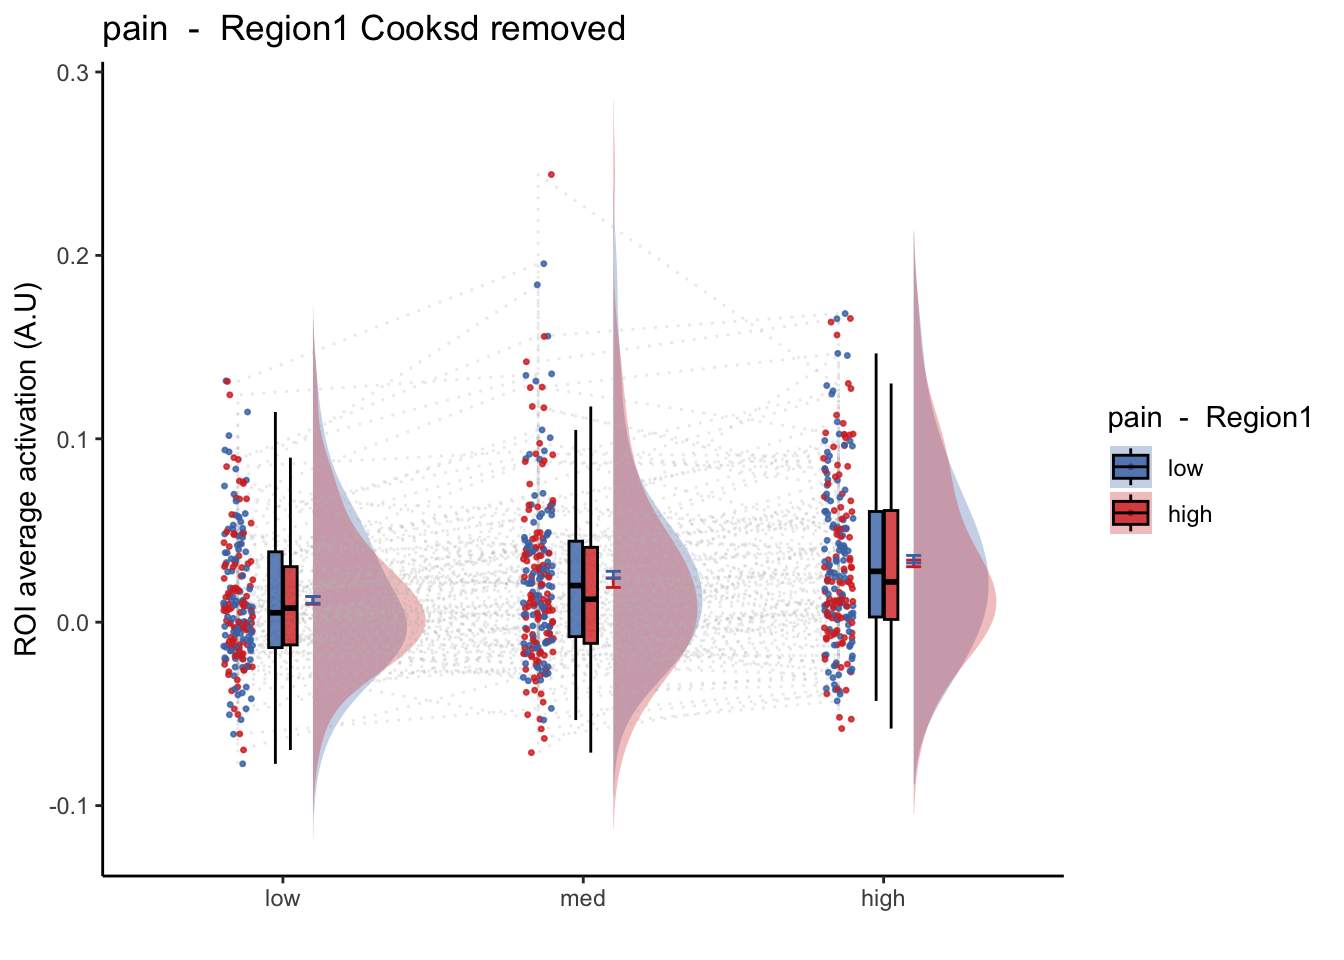 pain  -  Region1 Cooksd removed
0.3
0.2
0.1
0.0
-0.1
ROI average activation (A.U)
low
med
high
pain  -  Region1
low
high